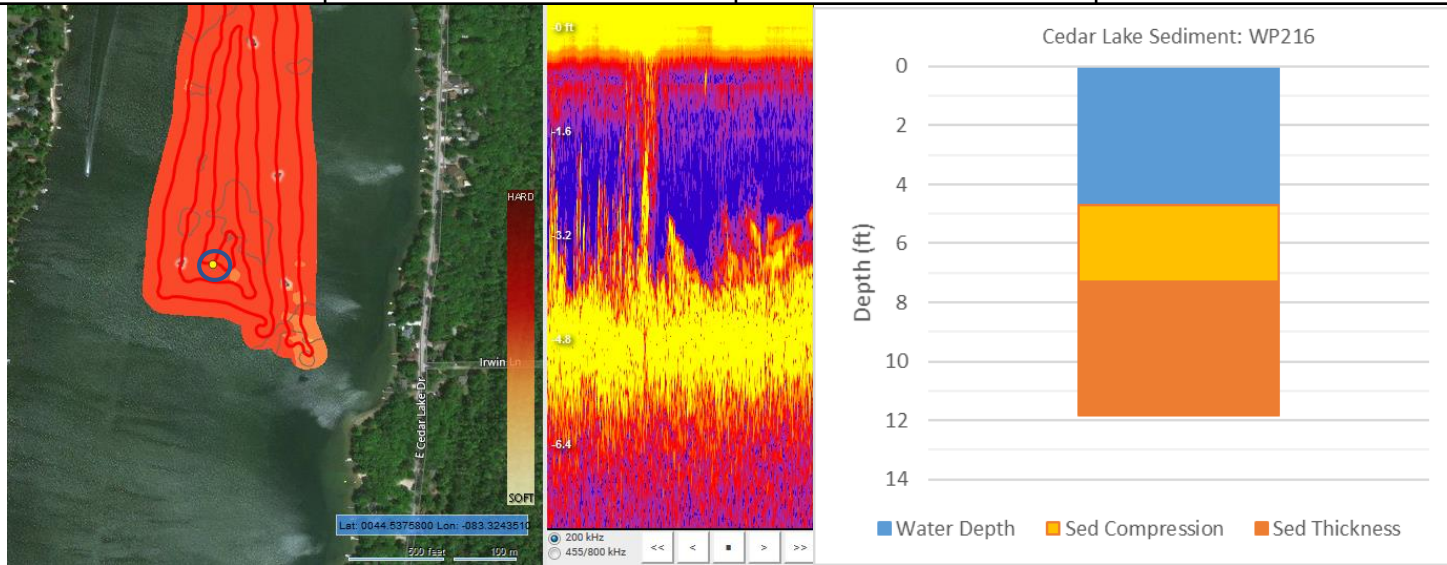 HARD
Irwin Ln
E Cedar Lake Dr
SOFT
Lat: 0044.5375800 Lon: -083.3243510
500 feet 100 m
-0 ft
-1.6
-3.2
-4.8
-6.4
200 kHz
455/800 kHz
<< < ■ > >>
Cedar Lake Sediment: WP216
0
2
4
6
8
10
12
14
Depth (ft)
Water Depth Sed Compression Sed Thickness